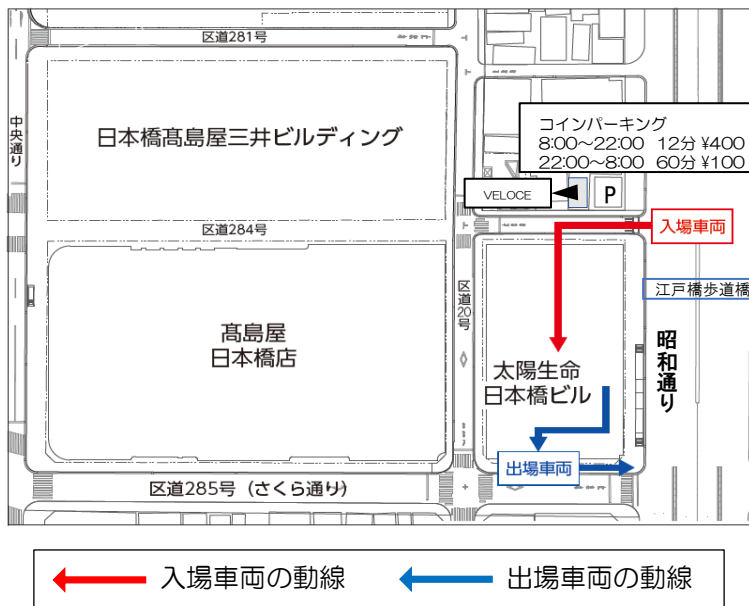 区道281号
中央通り
日本橋髙島屋三井ビルディング
コインパーキング
8:00~22:00 12分 ¥400
22:00~8:00 60分 ¥100
VELOCE
P
入場車両
区道284号
江戸橋歩道橋
区道20号
髙島屋
日本橋店
昭和通り
太陽生命
日本橋ビル
出場車両
区道285号 (さくら通り)
入場車両の動線
出場車両の動線